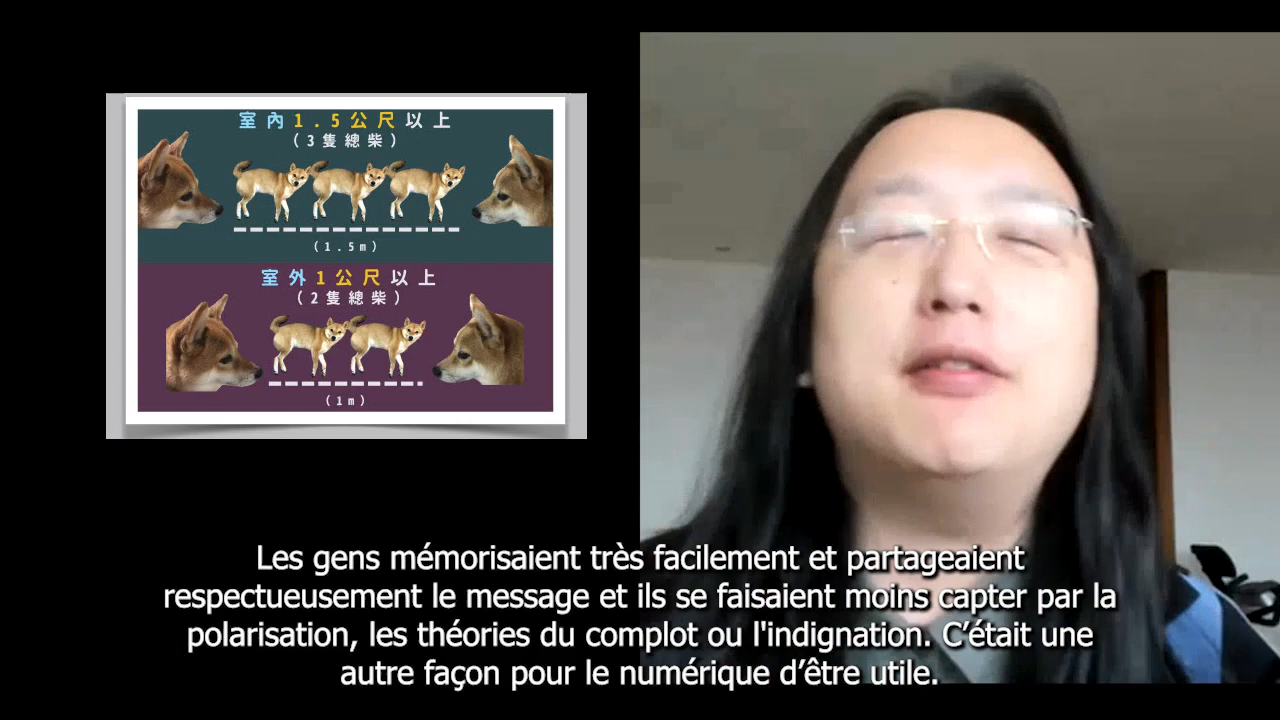 室內1.5公尺以上
(3隻總柴)
(1.5m)
室外1公尺以上
(2隻總柴)
(1m)
Les gens mémorisaient très facilement et partageaient
respectueusement le message et ils se faisaient moins capter par la
polarisation, les théories du complot ou l'indignation. C’était une
autre façon pour le numérique d’être utile.